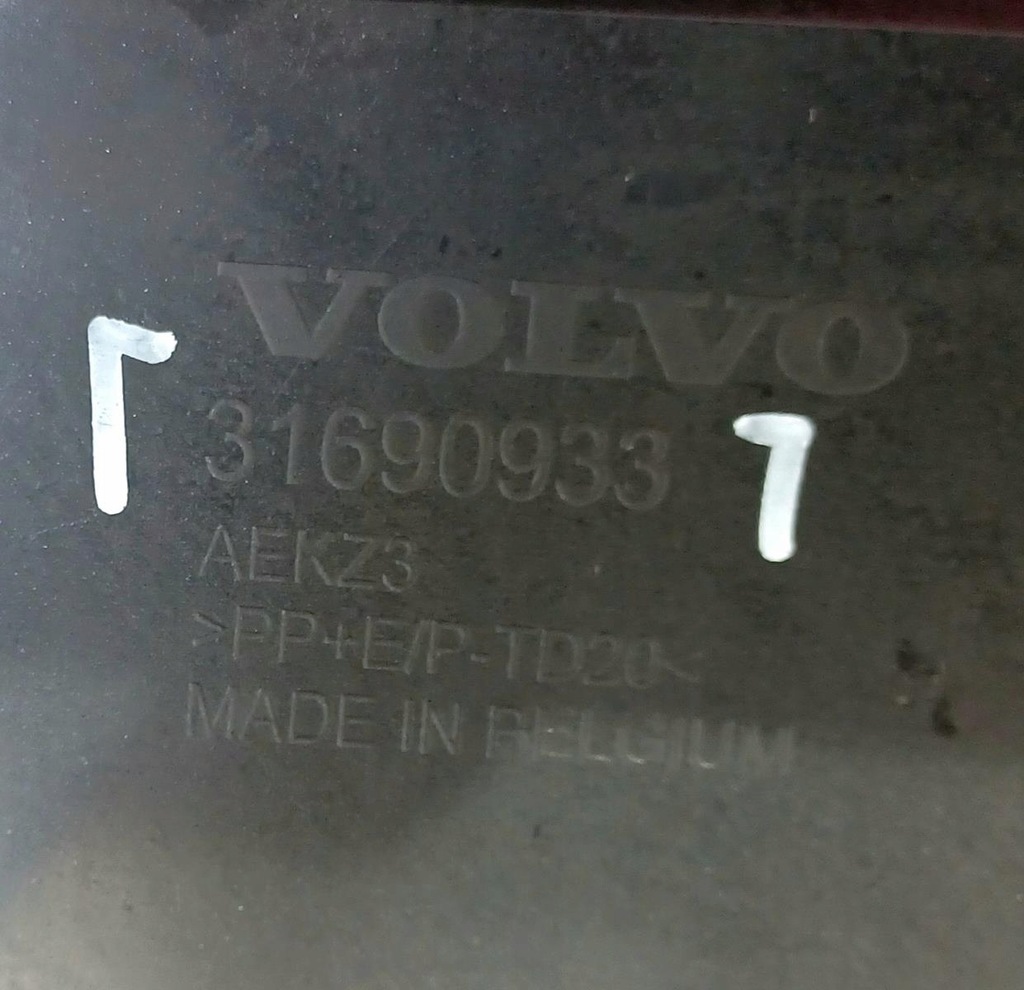 VOLVO
31690933
AEKZ3
>PP+E/P-TD20<
MADE IN BELGIUM